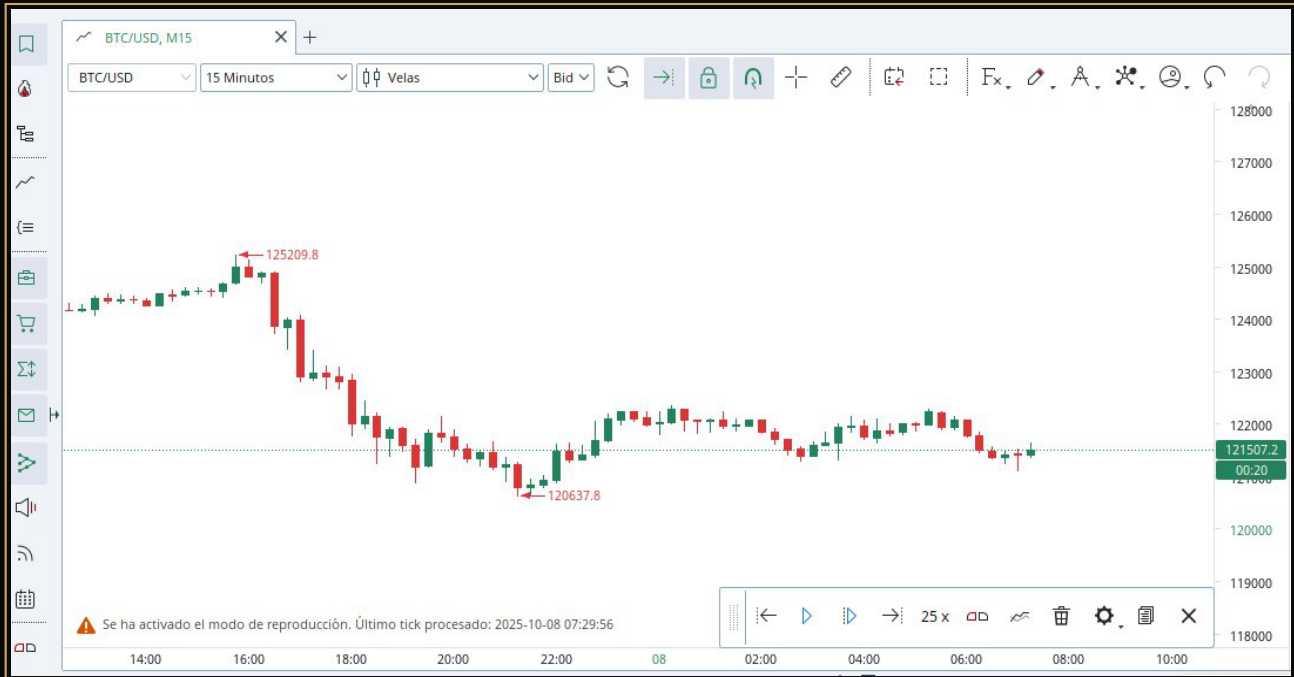 BTC/USD, M15
BTC/USD 15 Minutos Velas Bid
128000
127000
126000
125209.8
125000
124000
123000
122000
121507.2
00:20
120637.8
120000
119000
25 x
Se ha activado el modo de reproducción. Último tick procesado: 2025-10-08 07:29:56
118000
14:00 16:00 18:00 20:00 22:00 08 02:00 04:00 06:00 08:00 10:00